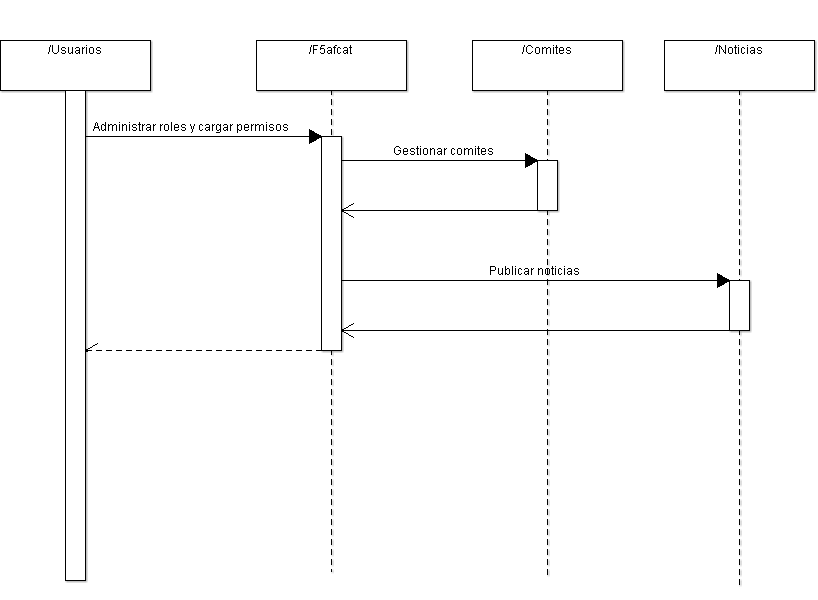 /Usuarios
/F5afcat
/Comites
/Noticias
Administrar roles y cargar permisos
Gestionar comites
Publicar noticias